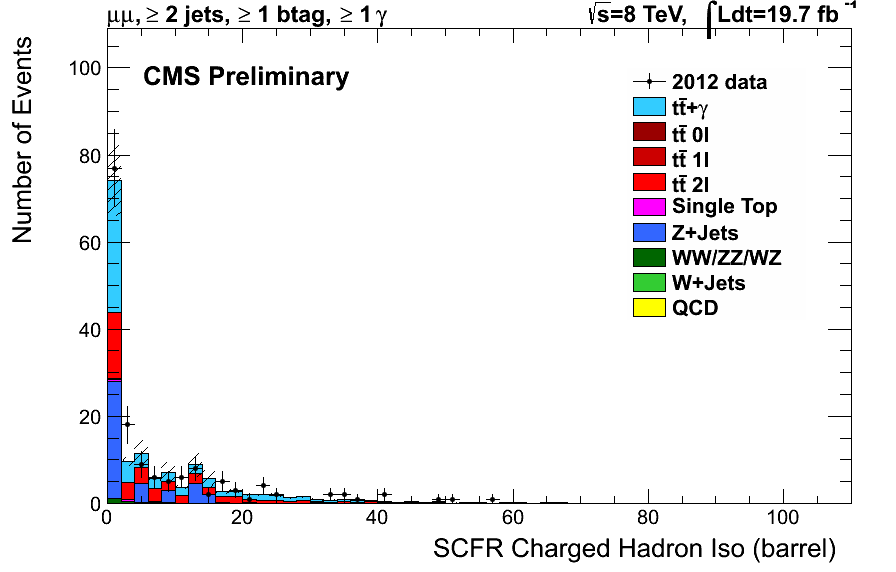 μμ, ≥ 2 jets, ≥ 1 btag, ≥ 1 γ
√s=8 TeV, ∫Ldt=19.7 fb⁻¹
CMS Preliminary
2012 data
tt̄+γ
tt̄ 0l
tt̄ 1l
tt̄ 2l
Single Top
Z+Jets
WW/ZZ/WZ
W+Jets
QCD
Number of Events
100
80
60
40
20
0
0 20 40 60 80 100
SCFR Charged Hadron Iso (barrel)